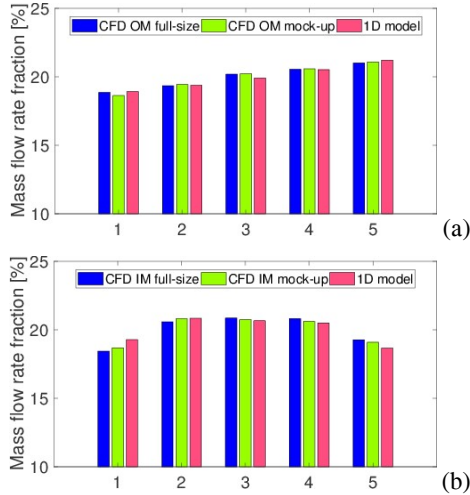 Mass flow rate fraction [%]
25
20
15
10
CFD OM full-size CFD OM mock-up 1D model
1 2 3 4 5
(a)
Mass flow rate fraction [%]
25
20
15
10
CFD IM full-size CFD IM mock-up 1D model
1 2 3 4 5
(b)